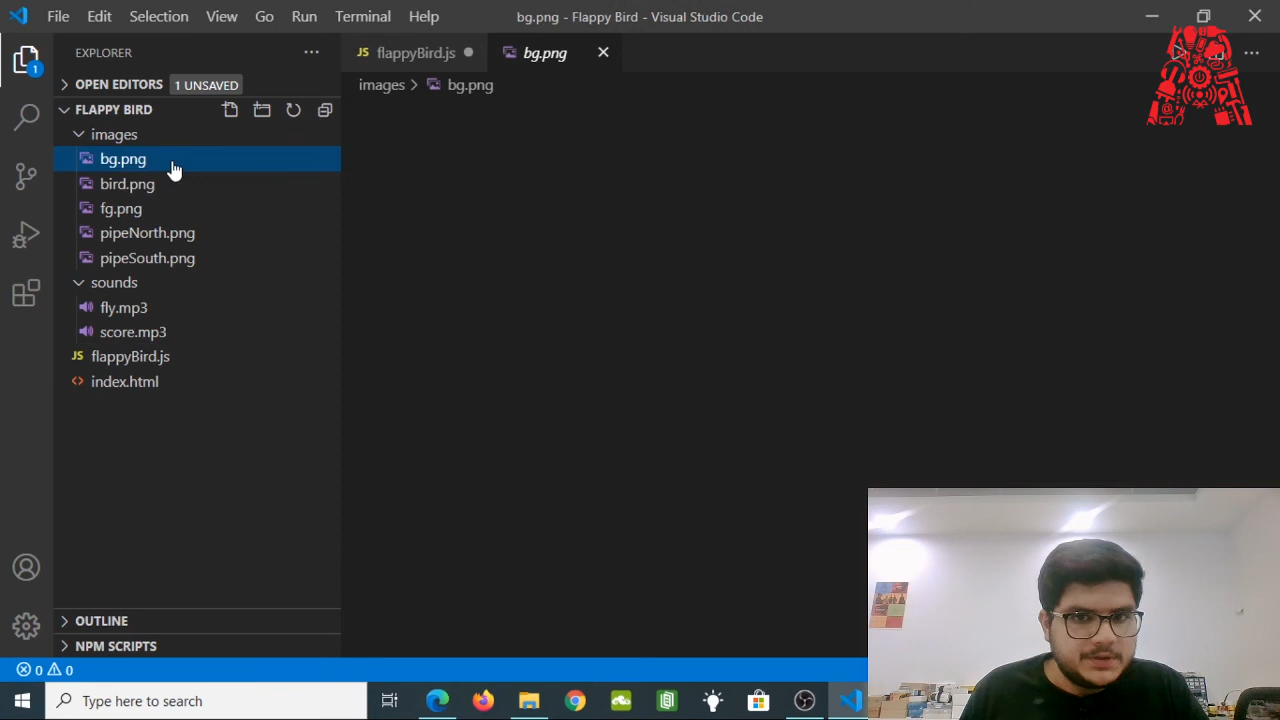 File Edit Selection View Go Run Terminal Help bg.png - Flappy Bird - Visual Studio Code
EXPLORER
JS flappyBird.js bg.png
OPEN EDITORS 1 UNSAVED
images > bg.png
FLAPPY BIRD
images
bg.png
bird.png
fg.png
pipeNorth.png
pipeSouth.png
sounds
fly.mp3
score.mp3
JS flappyBird.js
<> index.html
1
OUTLINE
NPM SCRIPTS
0 0
Type here to search